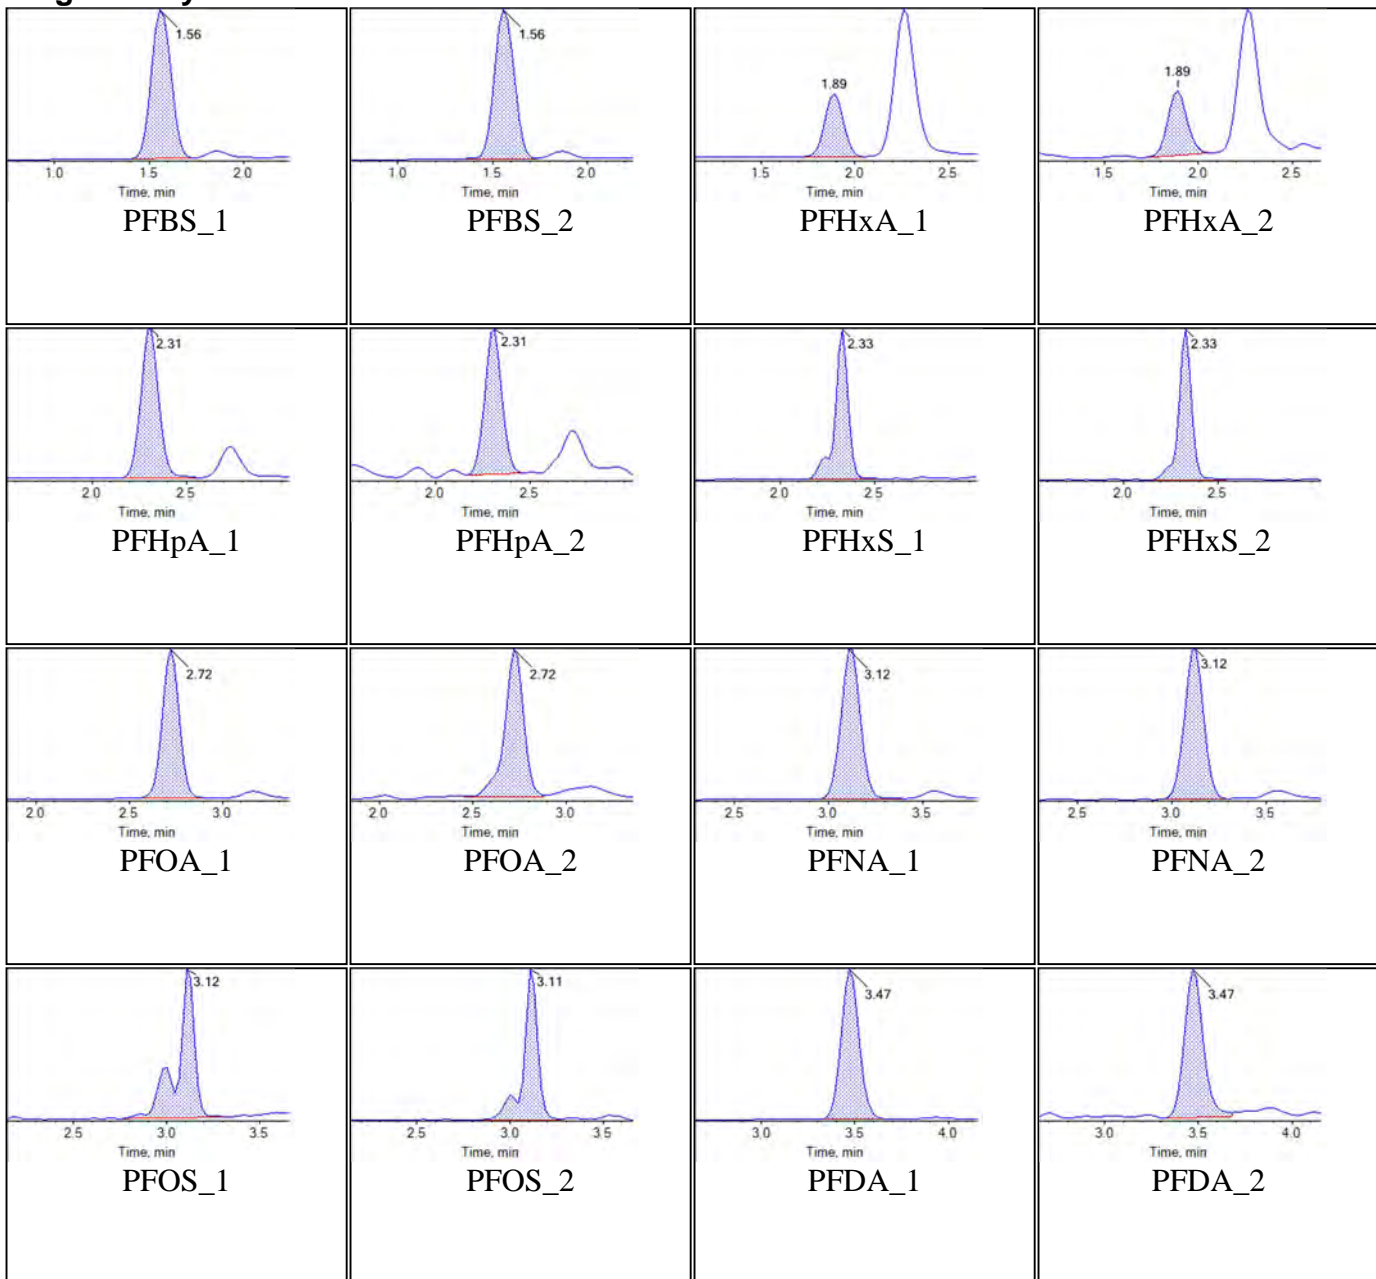 1.56 1.56 1.89 1.89
1.0 1.5 2.0 1.0 1.5 2.0 1.5 2.0 2.5 1.5 2.0 2.5
Time, min Time, min Time, min Time, min
PFBS_1 PFBS_2 PFHxA_1 PFHxA_2
2.31 2.31 2.33 2.33
2.0 2.5 2.0 2.5 2.0 2.5 2.0 2.5
Time, min Time, min Time, min Time, min
PFHpA_1 PFHpA_2 PFHxS_1 PFHxS_2
2.72 2.72 3.12 3.12
2.0 2.5 3.0 2.0 2.5 3.0 2.5 3.0 3.5 2.5 3.0 3.5
Time, min Time, min Time, min Time, min
PFOA_1 PFOA_2 PFNA_1 PFNA_2
3.12 3.11 3.47 3.47
2.5 3.0 3.5 2.5 3.0 3.5 3.0 3.5 4.0 3.0 3.5 4.0
Time, min Time, min Time, min Time, min
PFOS_1 PFOS_2 PFDA_1 PFDA_2